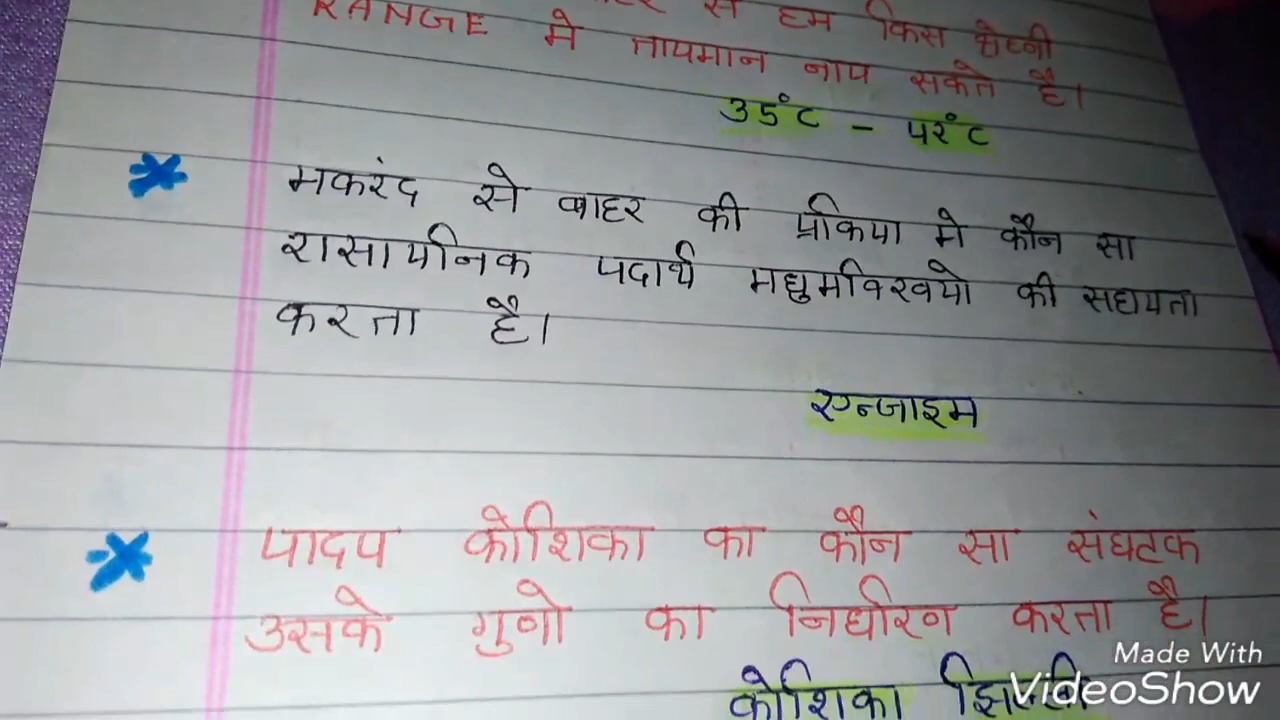 से हम किस श्रेणी
RANGE मे तापमान नाप सकते है।
35°C - 42°C
मकरंद से बाहर की प्रकिया मे कौन सा
रासायनिक पदार्थ मधुमक्खियो की सहायता
करता है।
एन्जाइम
पादप कोशिका का कौन सा संघटक
उसके गुणो का निर्धारण करता है।
कोशिका झिल्ली
Made With
VideoShow